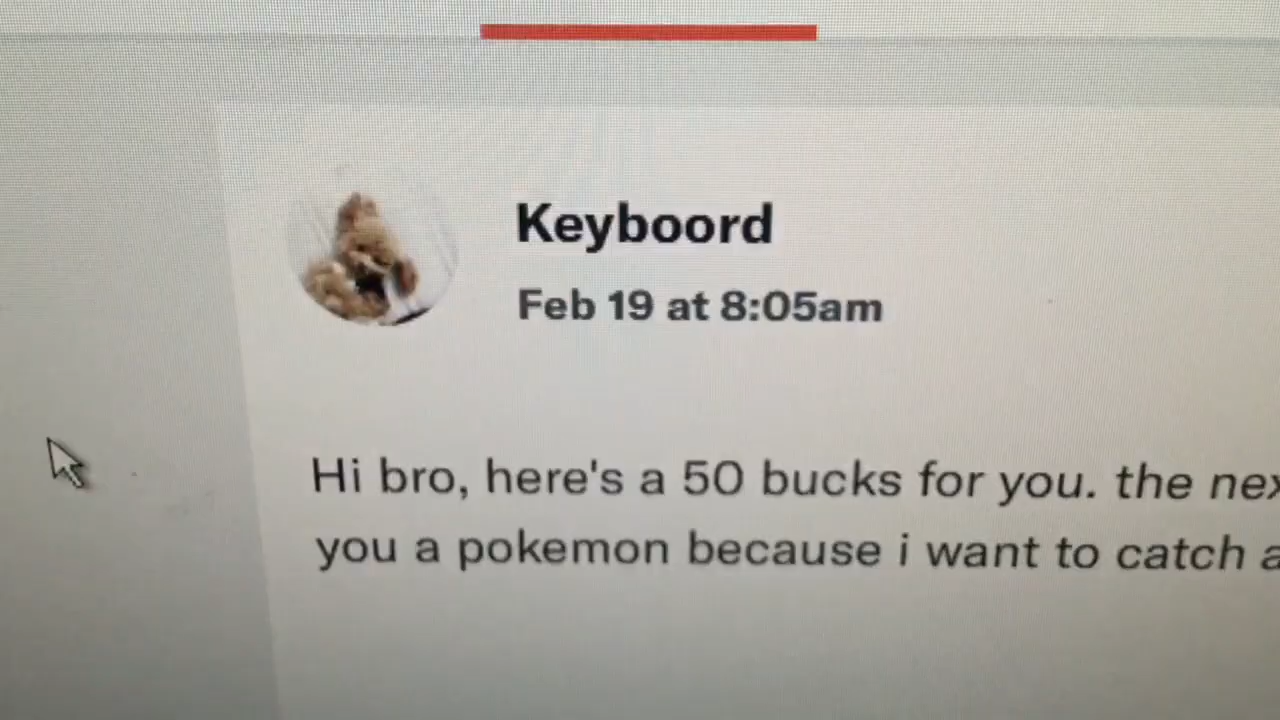 Keyboord
Feb 19 at 8:05am
Hi bro, here's a 50 bucks for you. the
you a pokemon because i want to catch